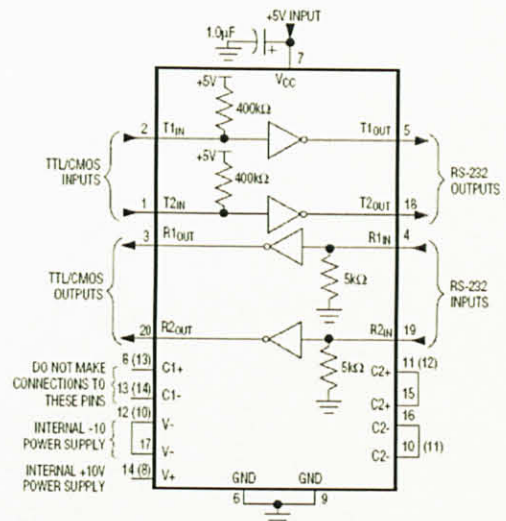 +5V INPUT
1.0µF
+
7
VCC
+5V
400kΩ
2
T1IN
T1OUT
5
+5V
400kΩ
TTL/CMOS
INPUTS
RS-232
OUTPUTS
1
T2IN
T2OUT
18
3
R1OUT
R1IN
4
TTL/CMOS
OUTPUTS
5kΩ
RS-232
INPUTS
20
R2OUT
R2IN
19
5kΩ
DO NOT MAKE
CONNECTIONS TO
THESE PINS
6 (13)
C1+
13 (14)
C1-
11 (12)
C2+
15
C2+
INTERNAL -10
POWER SUPPLY
12 (10)
V-
17
V-
16
C2-
10
(11)
C2-
INTERNAL +10V
POWER SUPPLY
14 (8)
V+
GND
GND
6
9